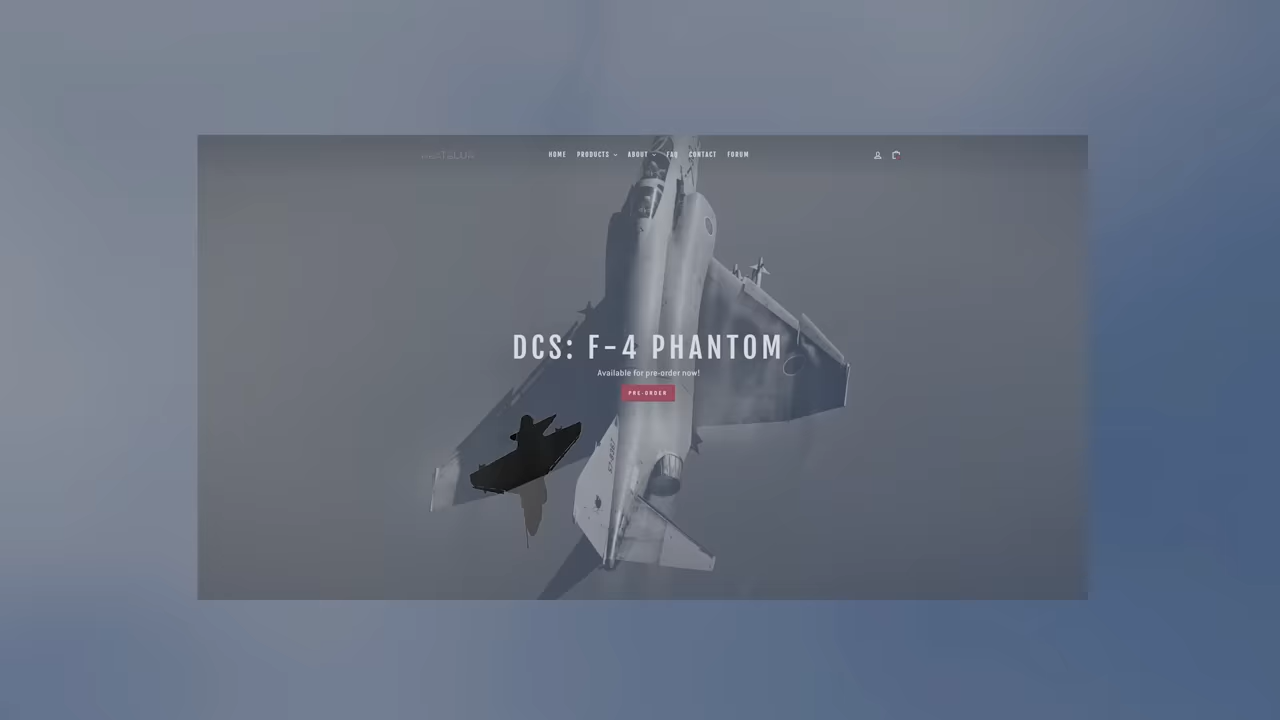 HOME PRODUCTS ABOUT FAQ CONTACT FORUM
DCS: F-4 PHANTOM
Available for pre-order now!
PRE-ORDER